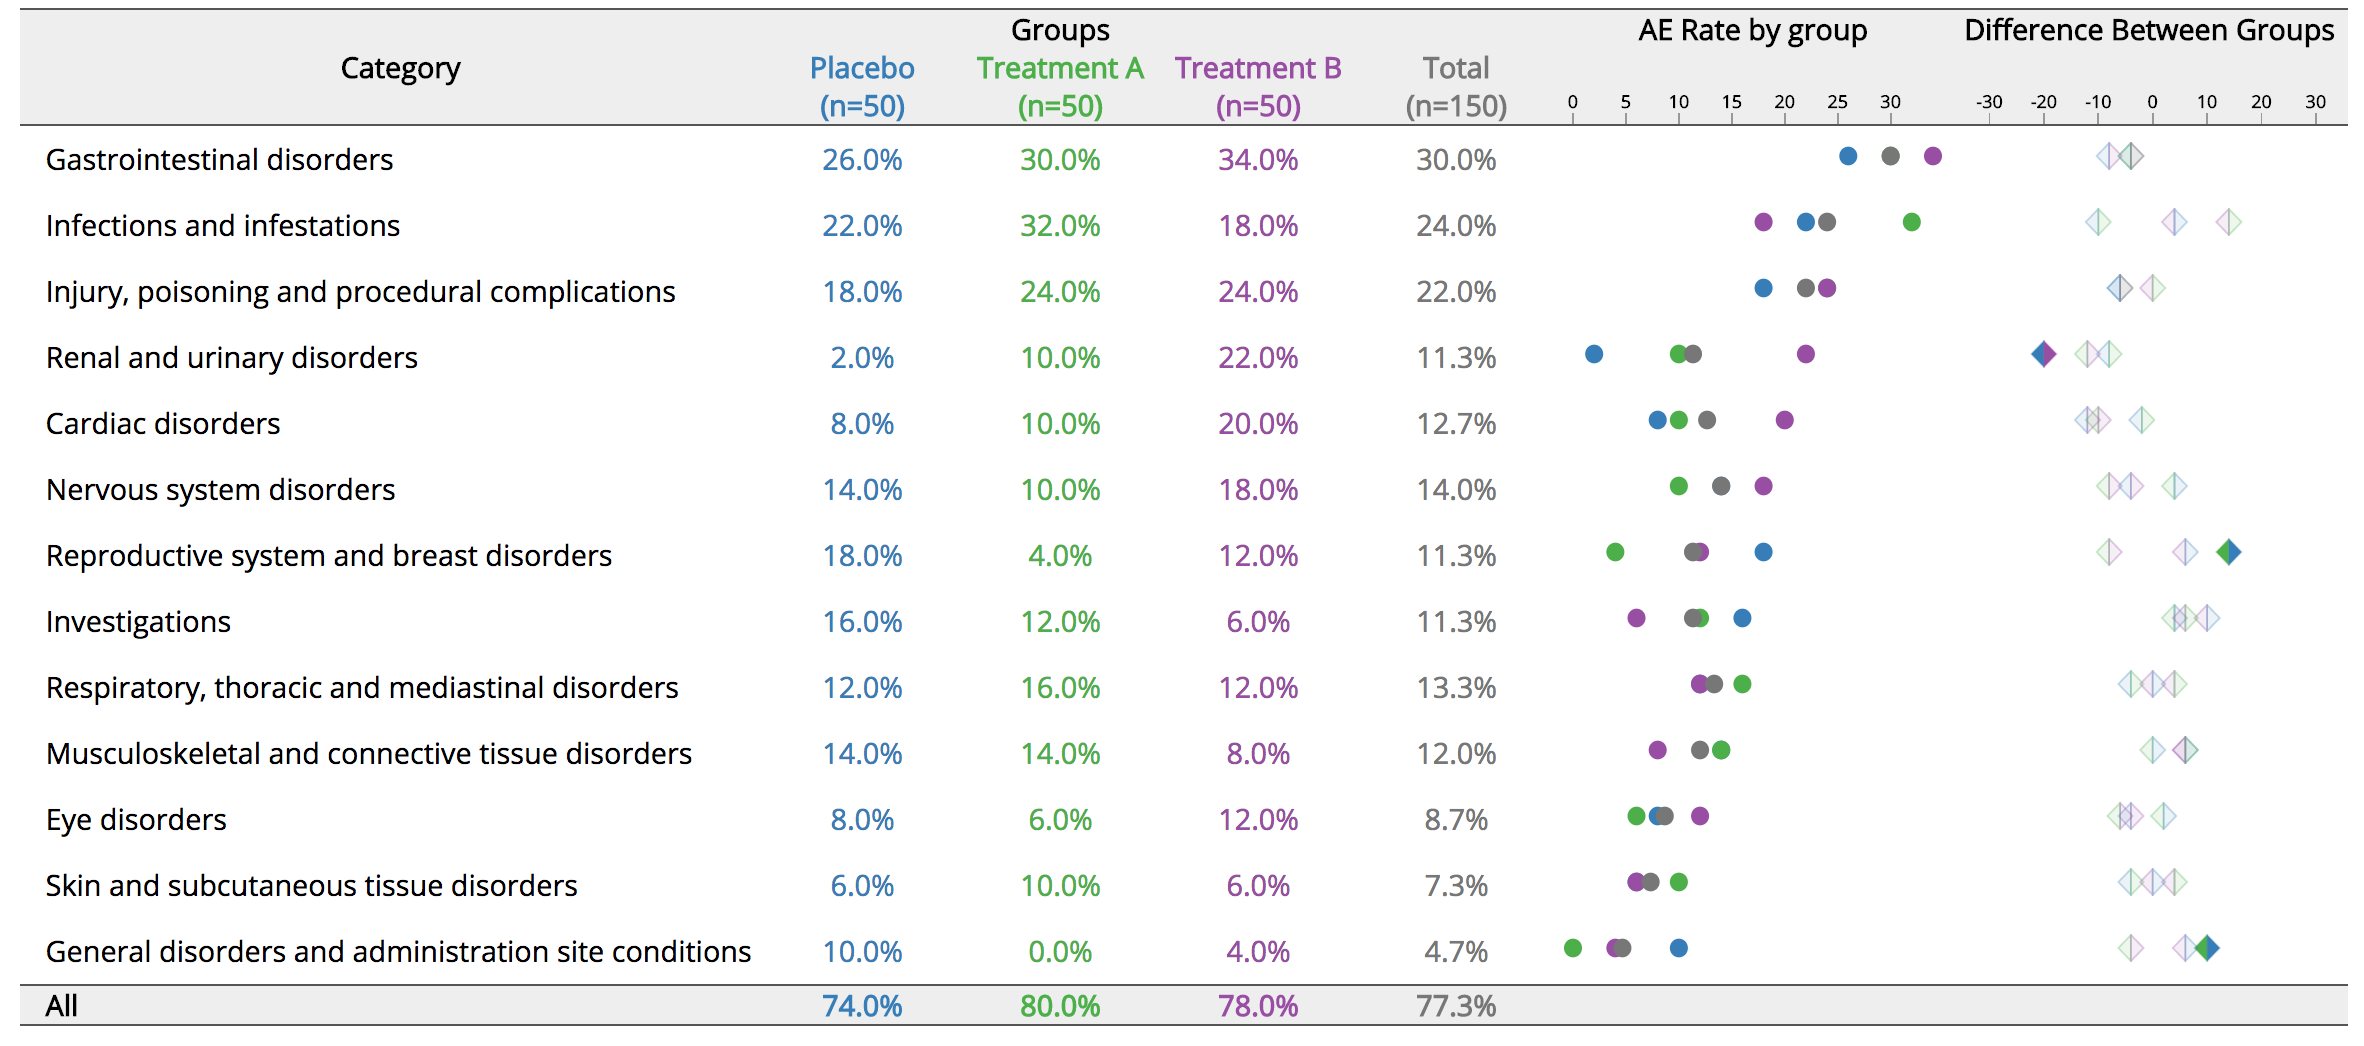 Groups AE Rate by group Difference Between Groups
Category Placebo Treatment A Treatment B Total
(n=50) (n=50) (n=50) (n=150) 0 5 10 15 20 25 30 -30 -20 -10 0 10 20 30
Gastrointestinal disorders 26.0% 30.0% 34.0% 30.0%
Infections and infestations 22.0% 32.0% 18.0% 24.0%
Injury, poisoning and procedural complications 18.0% 24.0% 24.0% 22.0%
Renal and urinary disorders 2.0% 10.0% 22.0% 11.3%
Cardiac disorders 8.0% 10.0% 20.0% 12.7%
Nervous system disorders 14.0% 10.0% 18.0% 14.0%
Reproductive system and breast disorders 18.0% 4.0% 12.0% 11.3%
Investigations 16.0% 12.0% 6.0% 11.3%
Respiratory, thoracic and mediastinal disorders 12.0% 16.0% 12.0% 13.3%
Musculoskeletal and connective tissue disorders 14.0% 14.0% 8.0% 12.0%
Eye disorders 8.0% 6.0% 12.0% 8.7%
Skin and subcutaneous tissue disorders 6.0% 10.0% 6.0% 7.3%
General disorders and administration site conditions 10.0% 0.0% 4.0% 4.7%
All 74.0% 80.0% 78.0% 77.3%